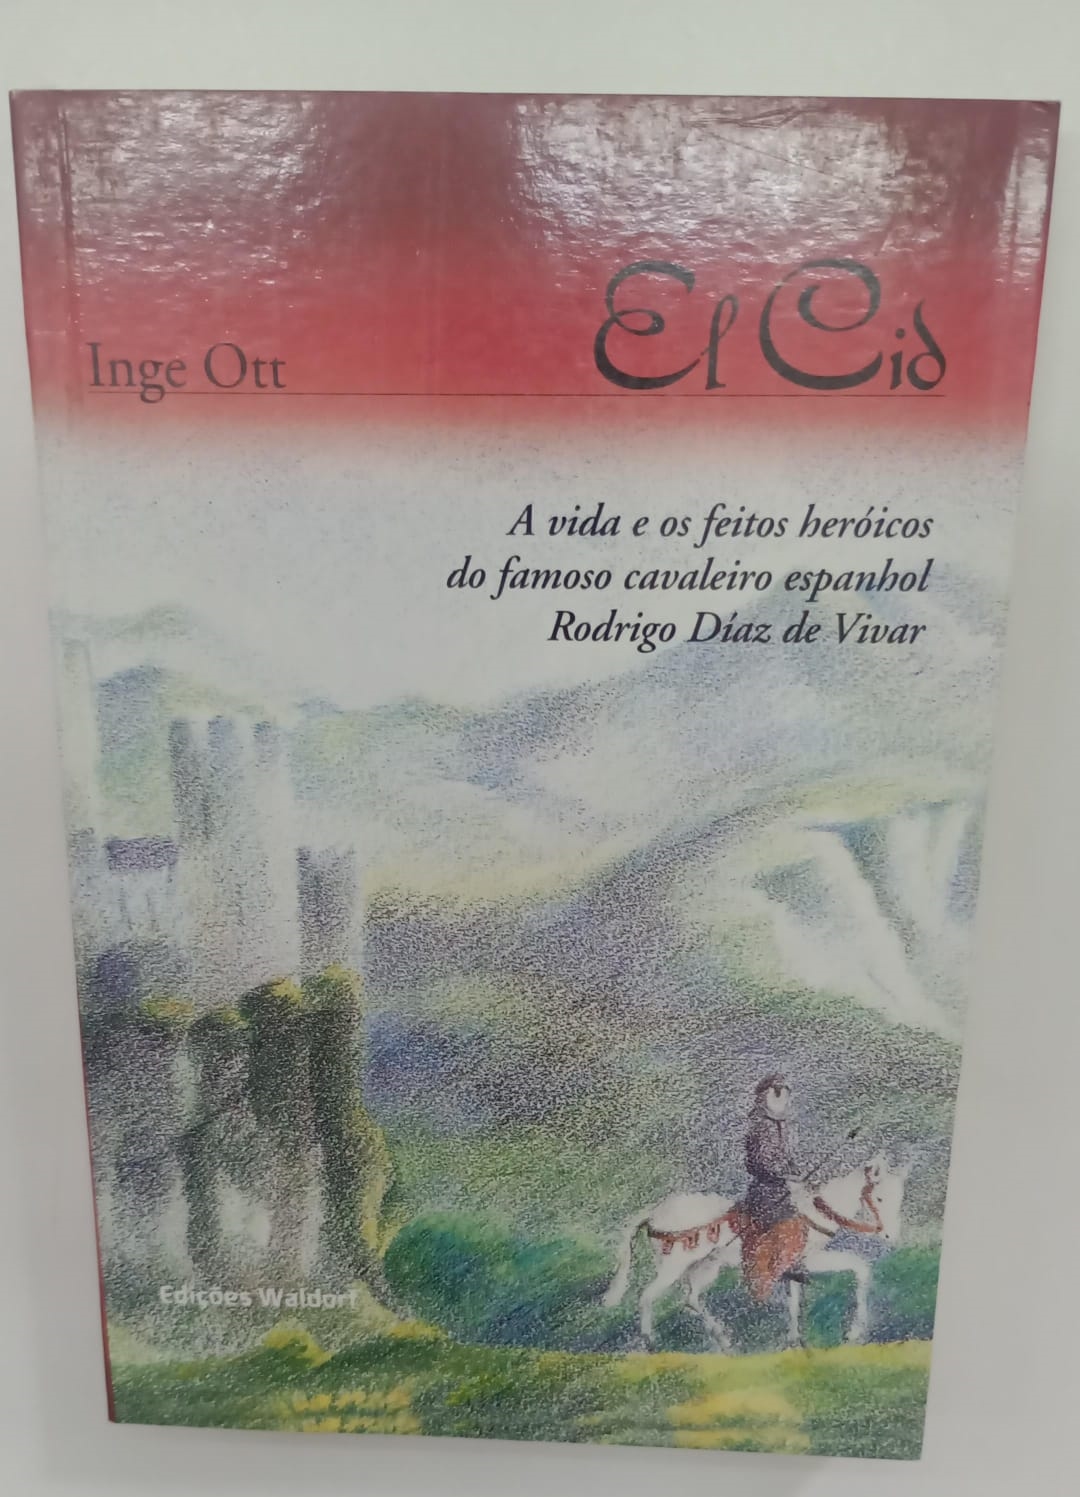 Inge Ott
El Cid
A vida e os feitos heróicos
do famoso cavaleiro espanhol
Rodrigo Díaz de Vivar
Edições Waldorf